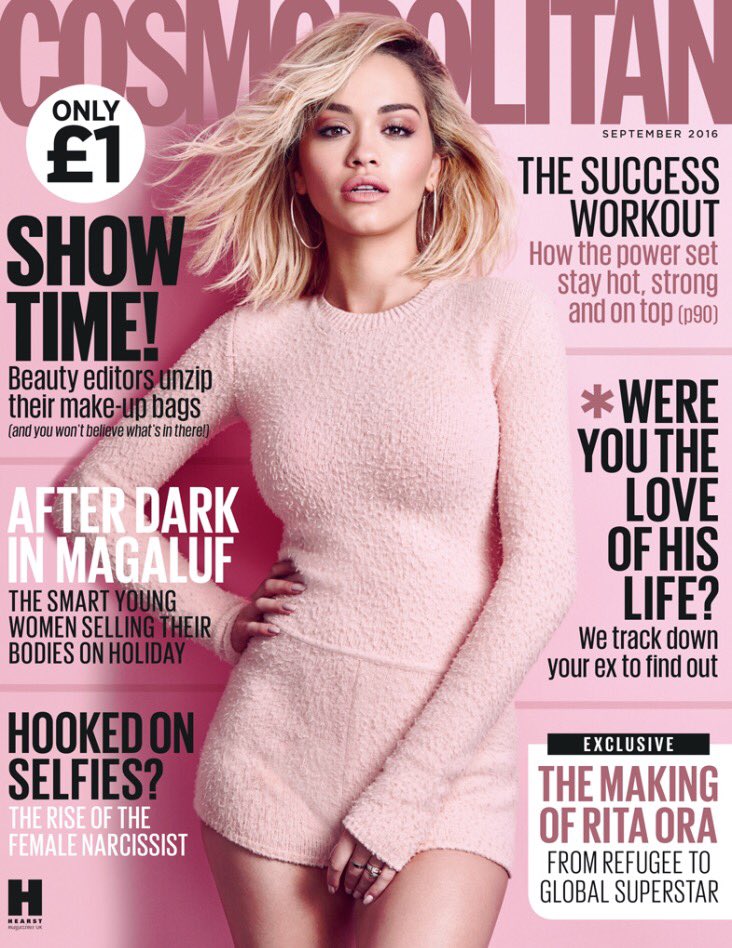 COSMOPOLITAN
SEPTEMBER 2016
ONLY
£1
SHOW
TIME!
Beauty editors unzip
their make-up bags
(and you won't believe what's in there!)
AFTER DARK
IN MAGALUF
THE SMART YOUNG
WOMEN SELLING THEIR
BODIES ON HOLIDAY
HOOKED ON
SELFIES?
THE RISE OF THE
FEMALE NARCISSIST
H
HEARST
magazines UK
THE SUCCESS
WORKOUT
How the power set
stay hot, strong
and on top (p90)
*WERE
YOU THE
LOVE
OF HIS
LIFE?
We track down
your ex to find out
EXCLUSIVE
THE MAKING
OF RITA ORA
FROM REFUGEE TO
GLOBAL SUPERSTAR